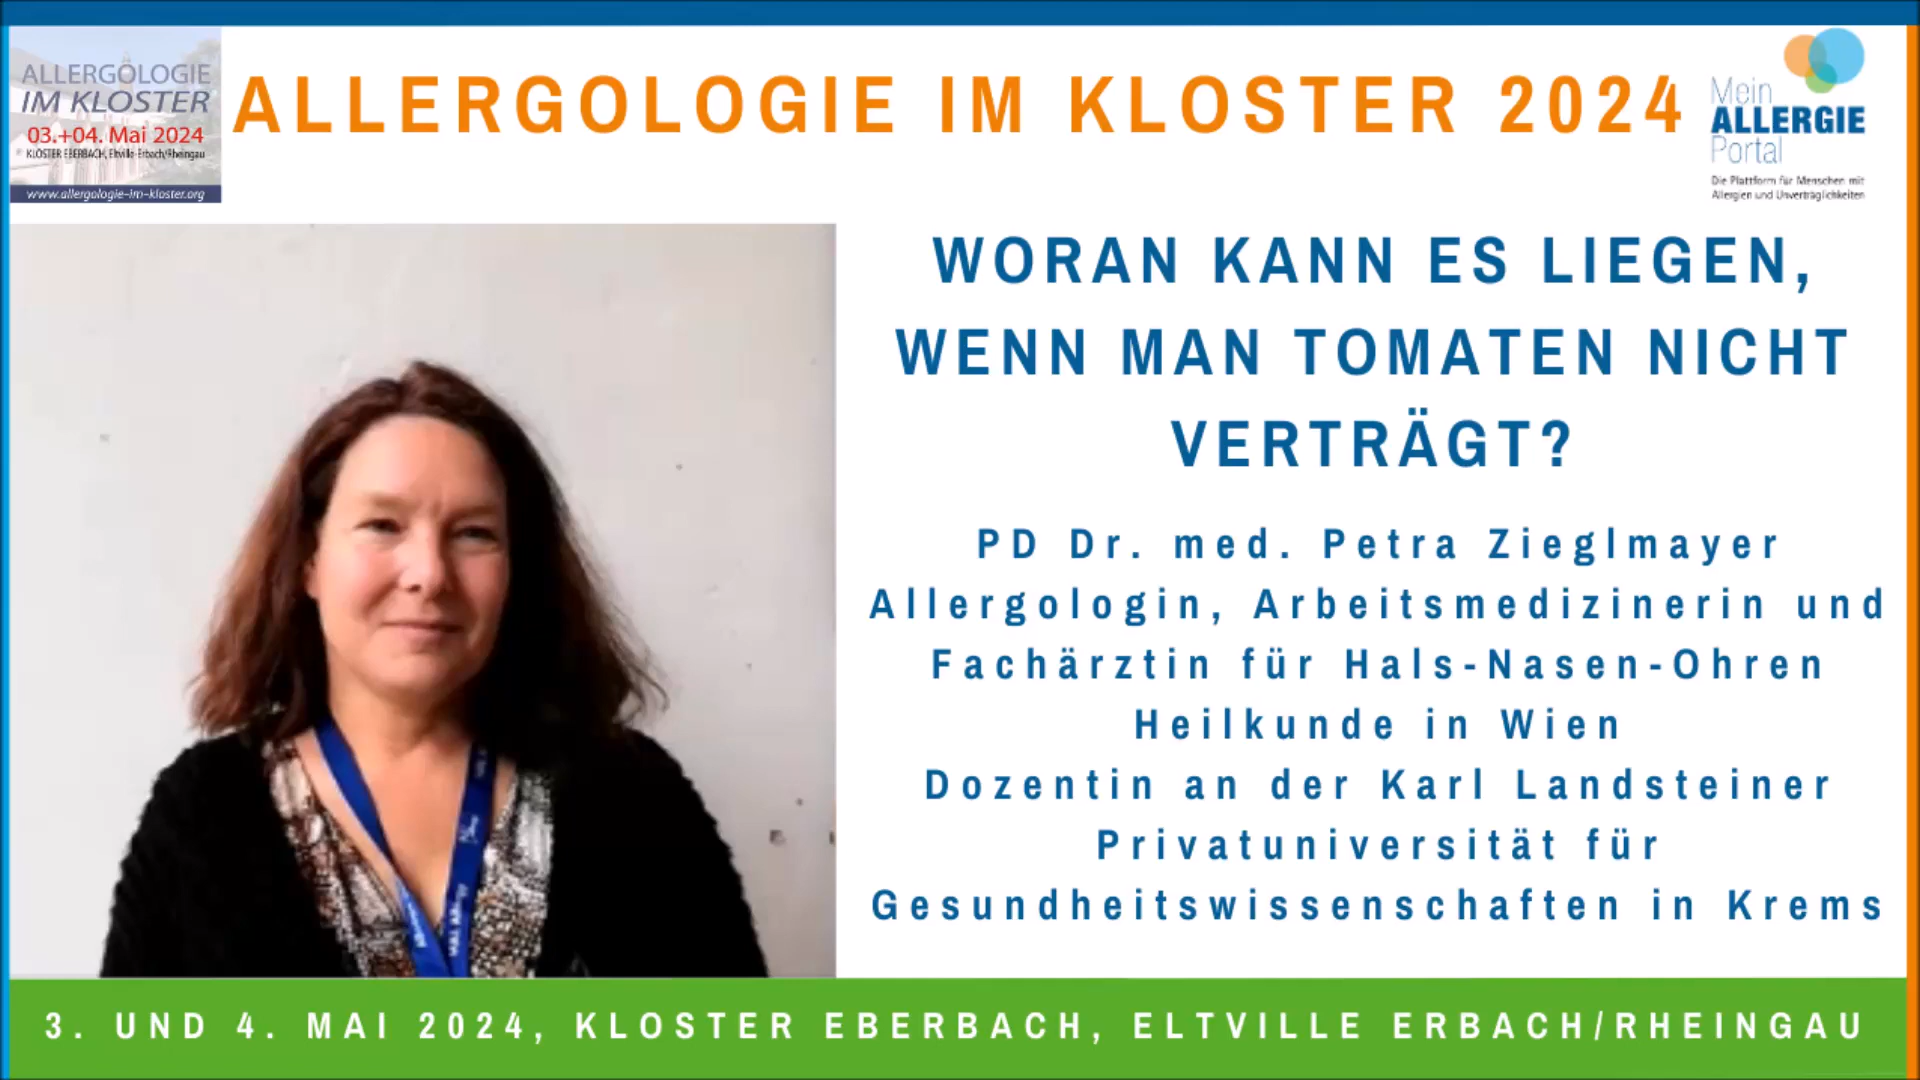 ALLERGOLOGIE
IM KLOSTER
03.+04. Mai 2024
KLOSTER EBERBACH, Eltville-Erbach/Rheingau
www.allergologie-im-kloster.org
ALLERGOLOGIE IM KLOSTER 2024
Mein
ALLERGIE
Portal
Die Plattform für Menschen mit
Allergien und Unverträglichkeiten
WORAN KANN ES LIEGEN,
WENN MAN TOMATEN NICHT
VERTRÄGT?
PD Dr. med. Petra Zieglmayer
Allergologin, Arbeitsmedizinerin und
Fachärztin für Hals-Nasen-Ohren
Heilkunde in Wien
Dozentin an der Karl Landsteiner
Privatuniversität für
Gesundheitswissenschaften in Krems
3. UND 4. MAI 2024, KLOSTER EBERBACH, ELTVILLE ERBACH/RHEINGAU